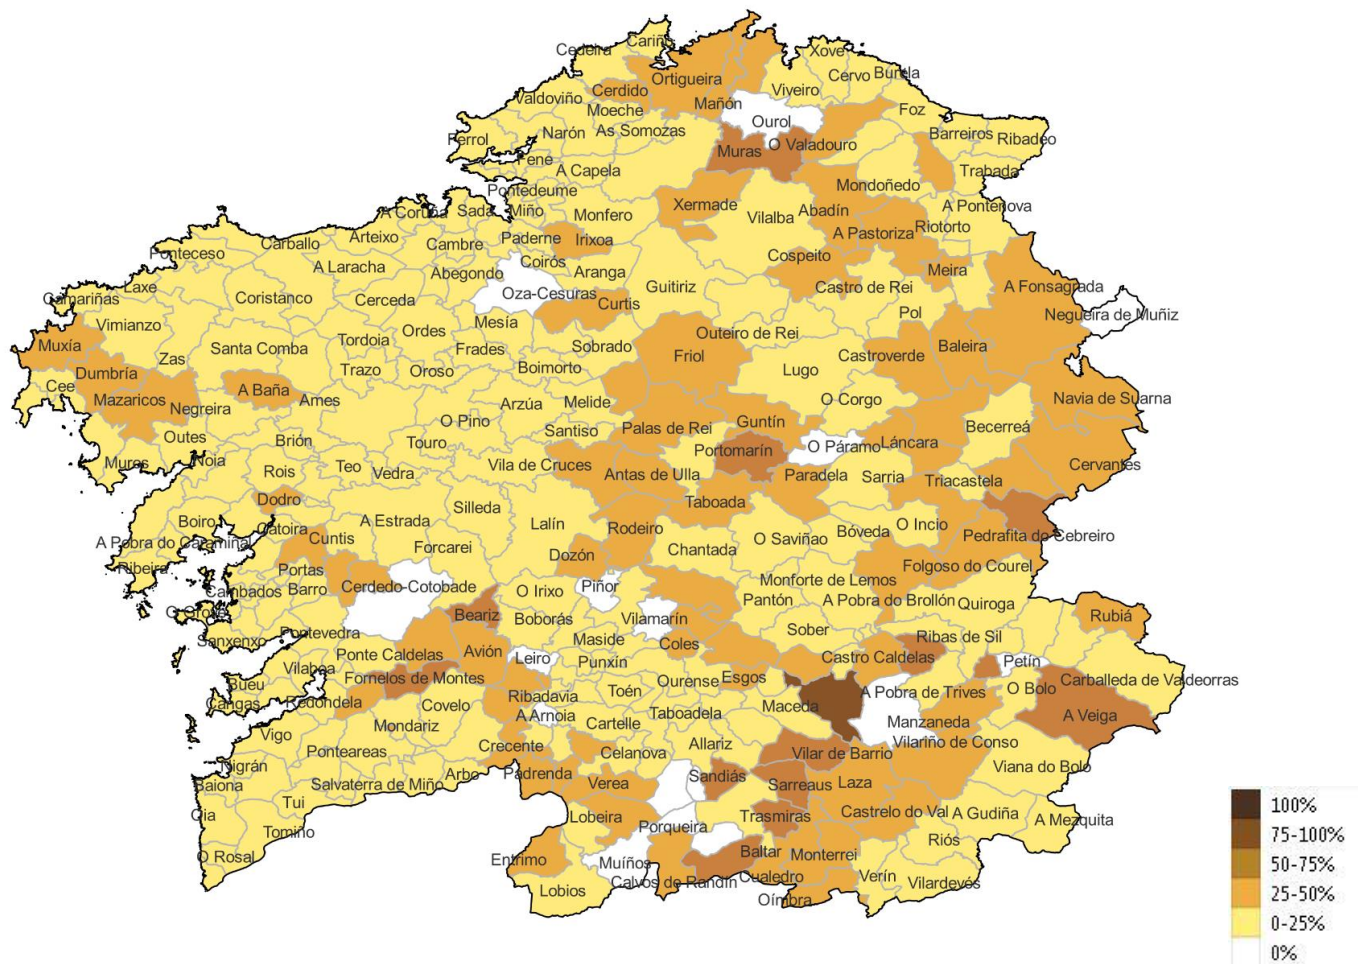 Cariño
Cedeira
Xove
Cervo
Burela
Ortigueira
Cerdido
Viveiro
Valdoviño
Mañón
Moeche
Foz
Ourol
As Somozas
Narón
Ferrol
Barreiros
Ribadeo
Muras
O Valadouro
Fene
A Capela
Trabada
Mondoñedo
Pontedeume
Xermade
A Pontenova
A Coruña
Sada
Miño
Monfero
Vilalba
Abadín
Riotorto
A Pastoriza
Arteixo
Paderne
Irixoa
Carballo
Cambre
Ponteceso
Cospeito
Coirós
A Laracha
Abegondo
Aranga
Meira
Laxe
Guitiriz
Castro de Rei
A Fonsagrada
Camariñas
Coristanco
Cerceda
Oza-Cesuras
Curtis
Pol
Negueira de Muñiz
Vimianzo
Mesía
Ordes
Outeiro de Rei
Tordoia
Muxía
Santa Comba
Frades
Sobrado
Baleira
Zas
Friol
Castroverde
Dumbría
Trazo
Oroso
Boimorto
Lugo
Cee
A Baña
Mazaricos
Ames
Arzúa
Melide
O Corgo
Navia de Suarna
Negreira
O Pino
Guntín
Palas de Rei
Santiso
Becerreá
Outes
Brión
Touro
O Páramo
Láncara
Portomarín
Muros
Noia
Rois
Teo
Vedra
Vila de Cruces
Antas de Ulla
Paradela
Sarria
Triacastela
Cervantes
Dodro
Silleda
Taboada
Boiro
Catoira
A Estrada
Lalín
Rodeiro
O Incio
Bóveda
Cuntis
O Saviñao
Pedrafita do Cebreiro
A Pobra do Caramiñal
Forcarei
Dozón
Chantada
Ribeira
Portas
Folgoso do Courel
Cambados
Barro
Cerdedo-Cotobade
Piñor
Monforte de Lemos
O Irixo
Pantón
A Pobra do Brollón
Quiroga
O Grove
Beariz
Boborás
Vilamarín
Rubiá
Sanxenxo
Pontevedra
Maside
Sober
Ribas de Sil
Ponte Caldelas
Avión
Coles
Leiro
Punxín
Castro Caldelas
Petín
Vilaboa
Fornelos de Montes
Ourense
Esgos
Carballeda de Valdeorras
Bueu
Toén
A Pobra de Trives
O Bolo
Cangas
Redondela
Covelo
Ribadavia
Maceda
A Arnoia
Taboadela
A Veiga
Mondariz
Cartelle
Manzaneda
Vigo
Crecente
Allariz
Vilariño de Conso
Ponteareas
Celanova
Vilar de Barrio
Nigrán
Arbo
Padrenda
Viana do Bolo
Baiona
Salvaterra de Miño
Verea
Sandiás
Sarreaus
Laza
Tui
Oia
Lobeira
Trasmiras
Castrelo do Val
A Gudiña
A Mezquita
Tomiño
Porqueira
Riós
O Rosal
Entrimo
Muíños
Baltar
Monterrei
Lobios
Calvos de Randín
Cualedro
Verín
Vilardevós
Oímbra
100%
75-100%
50-75%
25-50%
0-25%
0%